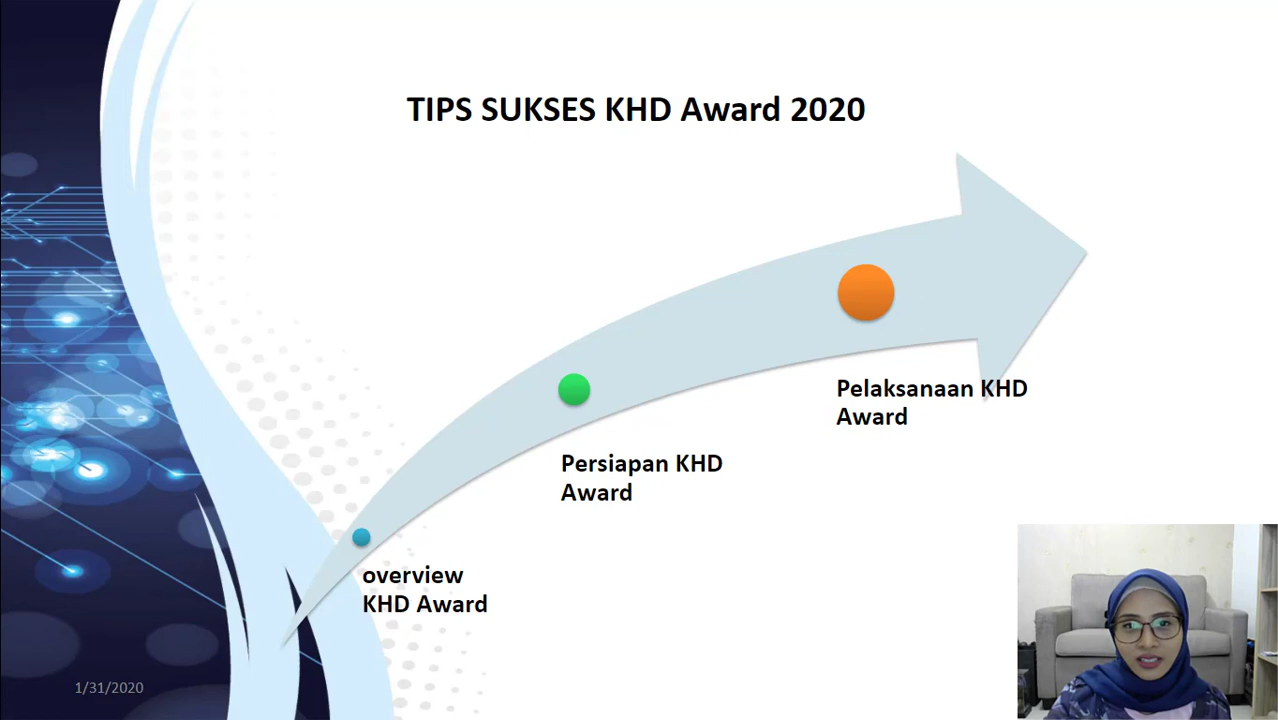 TIPS SUKSES KHD Award 2020
Pelaksanaan KHD
Award
Persiapan KHD
Award
overview
KHD Award
1/31/2020